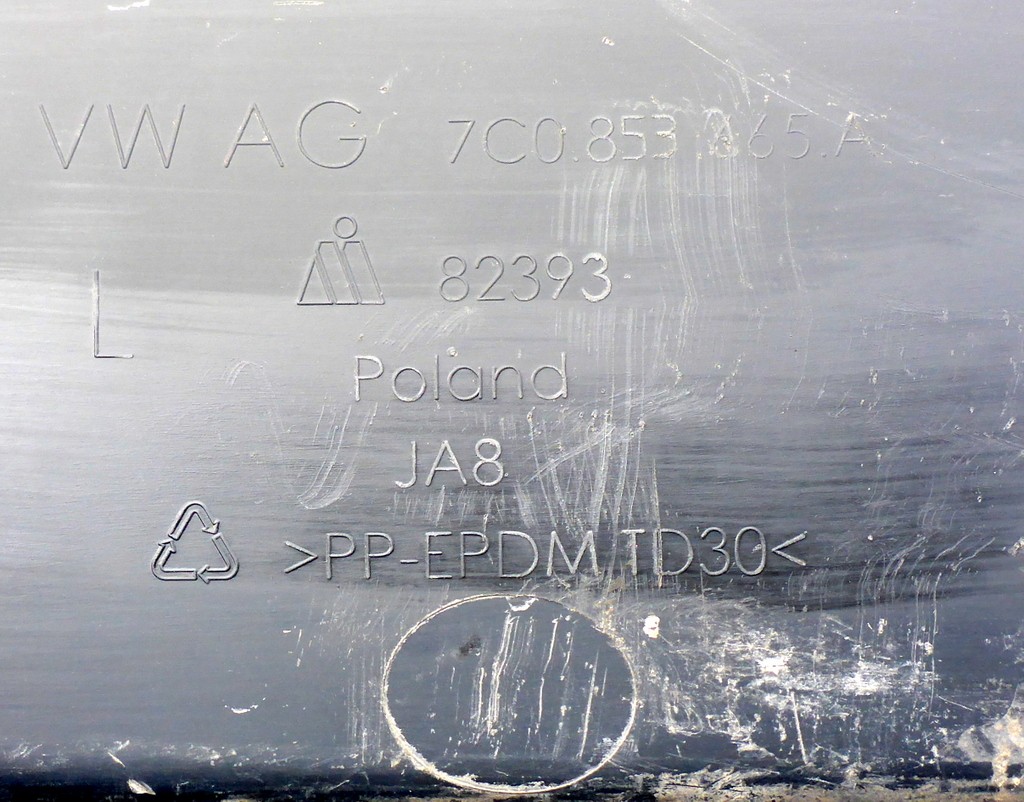 VW AG 7C0.853.
82393
L
Poland
JA8
>PP-EPDM TD30<